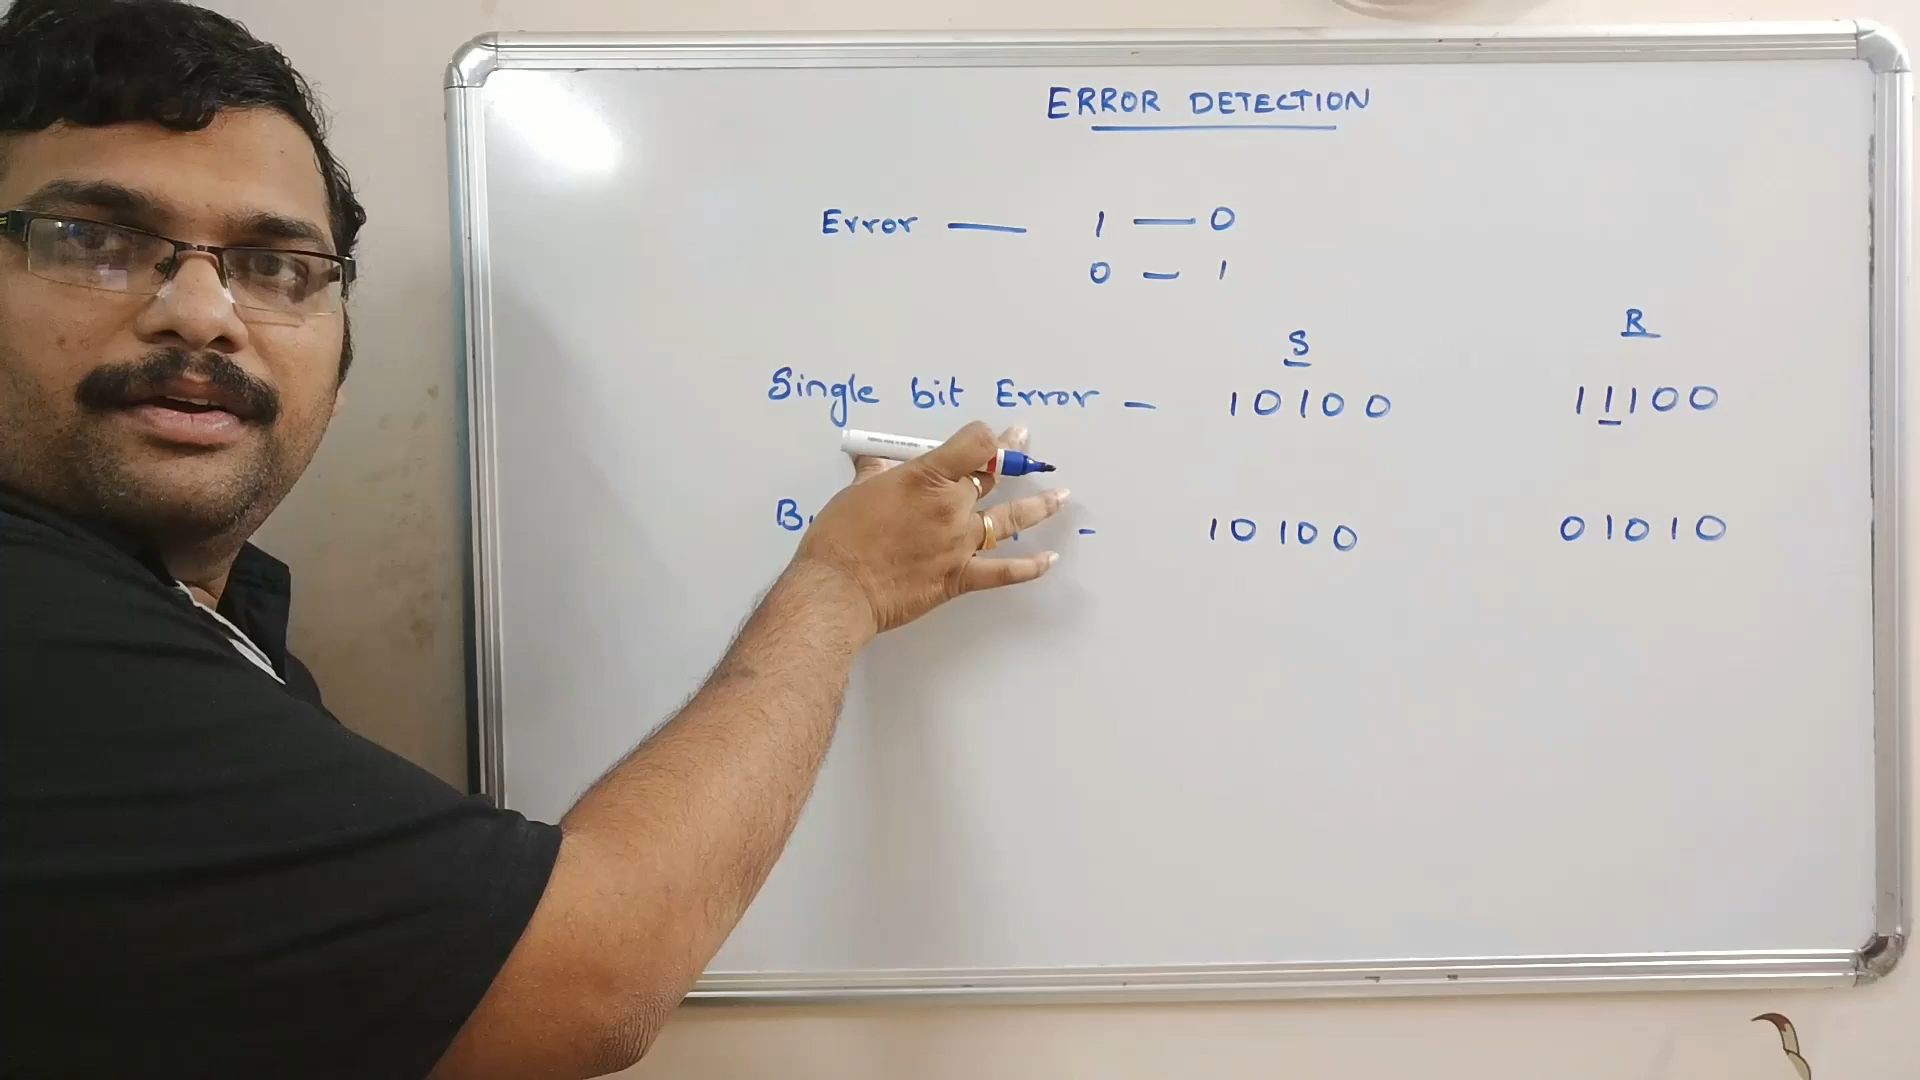 ERROR DETECTION
Error — 1 — 0
0 — 1
S R
Single bit Error — 10100 11100
- 10100 01010